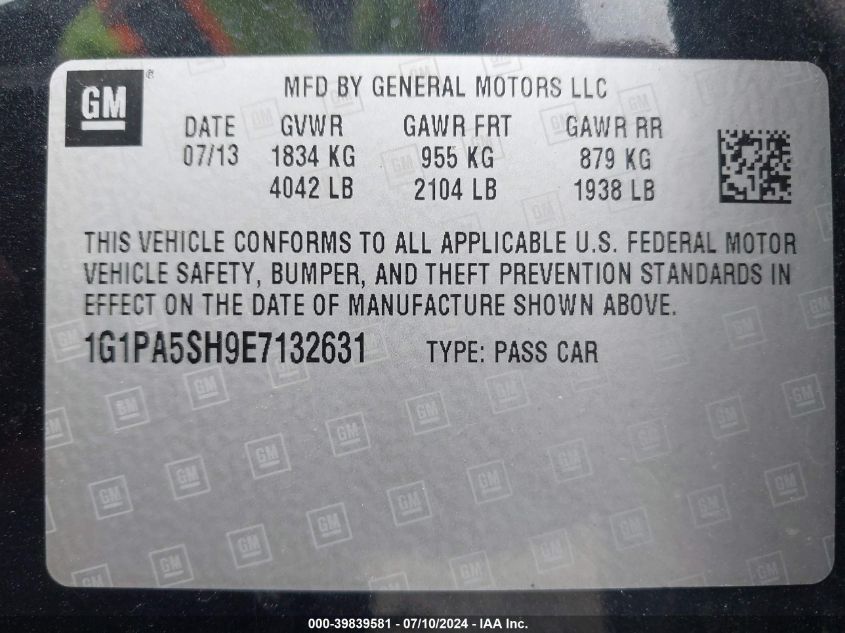 GM
MFD BY GENERAL MOTORS LLC
DATE GVWR GAWR FRT GAWR RR
07/13 1834 KG 955 KG 879 KG
4042 LB 2104 LB 1938 LB
THIS VEHICLE CONFORMS TO ALL APPLICABLE U.S. FEDERAL MOTOR
VEHICLE SAFETY, BUMPER, AND THEFT PREVENTION STANDARDS IN
EFFECT ON THE DATE OF MANUFACTURE SHOWN ABOVE.
1G1PA5SH9E7132631 TYPE: PASS CAR
000-39839581 - 07/10/2024 - IAA Inc.